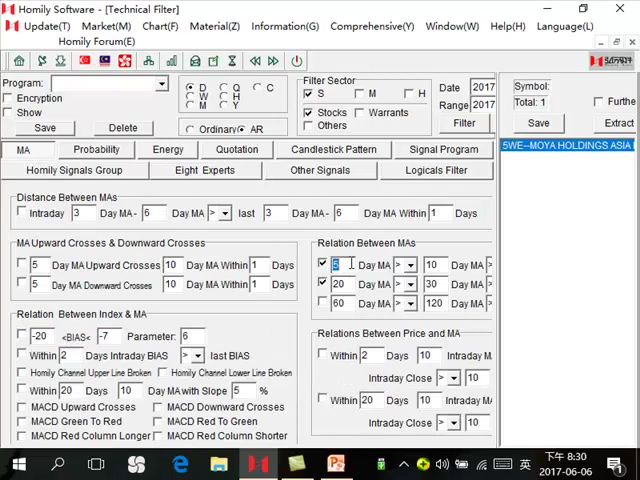 Homily Software - [Technical Filter]
Update(T) Market(M) Chart(F) Material(Z) Information(G) Comprehensive(Y) Window(W) Help(H) Language(L)
Homily Forum(E)
Program:
Encryption
Show
Save Delete
D Q C
W H
M Y
Ordinary AR
Filter Sector
S M H
Stocks Warrants
Others
Date 2017
Range 2017
Filter
Symbol:
Total: 1
Furthe
Save Extract
MA Probability Energy Quotation Candlestick Pattern Signal Program
Homily Signals Group Eight Experts Other Signals Logicals Filter
5WE--MOYA HOLDINGS ASIA
Distance Between MAs
Intraday 3 Day MA - 6 Day MA > last 3 Day MA - 6 Day MA Within 1 Days
MA Upward Crosses & Downward Crosses
5 Day MA Upward Crosses 10 Day MA Within 1 Days
5 Day MA Downward Crosses 10 Day MA Within 1 Days
Relation Between MAs
5 Day MA > 10 Day MA >
20 Day MA > 30 Day MA >
60 Day MA > 120 Day MA >
Relation Between Index & MA
-20 <BIAS< -7 Parameter: 6
Within 2 Days Intraday BIAS > last BIAS
Homily Channel Upper Line Broken Homily Channel Lower Line Broken
Within 20 Days 10 Day MA with Slope 5 %
MACD Upward Crosses MACD Downward Crosses
MACD Green To Red MACD Red To Green
MACD Red Column Longer MACD Red Column Shorter
Relations Between Price and MA
Within 2 Days 10 Intraday M
Intraday Close > 10
Within 20 Days 10 Intraday M
Intraday Close > 10
英
下午 8:30
2017-06-06
1